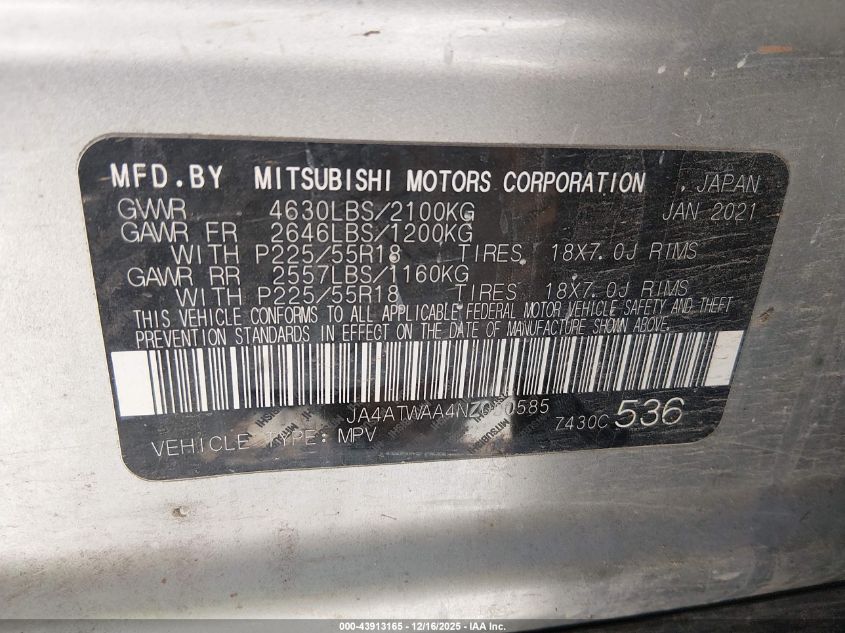 MFD.BY MITSUBISHI MOTORS CORPORATION . JAPAN
GVWR 4630LBS/2100KG JAN 2021
GAWR FR 2646LBS/1200KG
WITH P225/55R18 TIRES 18X7.0J RIMS
GAWR RR 2557LBS/1160KG
WITH P225/55R18 TIRES 18X7.0J RIMS
THIS VEHICLE CONFORMS TO ALL APPLICABLE FEDERAL MOTOR VEHICLE SAFETY AND THEFT
PREVENTION STANDARDS IN EFFECT ON THE DATE OF MANUFACTURE SHOWN ABOVE.
7430C 536
VEHICLE TYPE: MPV
000-43913165 - 12/16/2025 - IAA Inc.